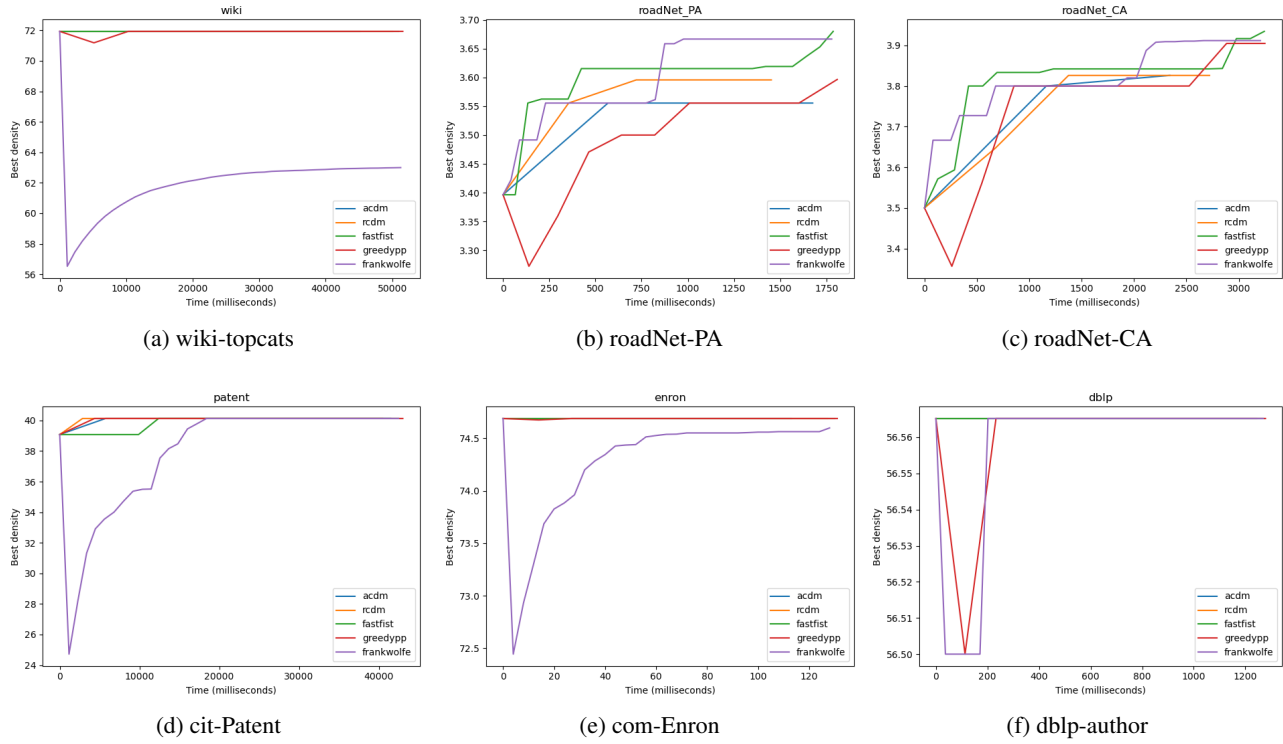 wiki
72
70
68
66
64
62
60
58
56
Best density
0
10000
20000
30000
40000
50000
Time (milliseconds)
acdm
rcdm
fastfist
greedypp
frankwolfe
(a) wiki-topcats
roadNet_PA
3.70
3.65
3.60
3.55
3.50
3.45
3.40
3.35
3.30
Best density
0
250
500
750
1000
1250
1500
1750
Time (milliseconds)
acdm
rcdm
fastfist
greedypp
frankwolfe
(b) roadNet-PA
roadNet_CA
3.9
3.8
3.7
3.6
3.5
3.4
Best density
0
500
1000
1500
2000
2500
3000
Time (milliseconds)
acdm
rcdm
fastfist
greedypp
frankwolfe
(c) roadNet-CA
patent
40
38
36
34
32
30
28
26
24
Best density
0
10000
20000
30000
40000
Time (milliseconds)
acdm
rcdm
fastfist
greedypp
frankwolfe
(d) cit-Patent
enron
74.5
74.0
73.5
73.0
72.5
Best density
0
20
40
60
80
100
120
Time (milliseconds)
acdm
rcdm
fastfist
greedypp
frankwolfe
(e) com-Enron
dblp
56.56
56.55
56.54
56.53
56.52
56.51
56.50
Best density
0
200
400
600
800
1000
1200
Time (milliseconds)
acdm
rcdm
fastfist
greedypp
frankwolfe
(f) dblp-author